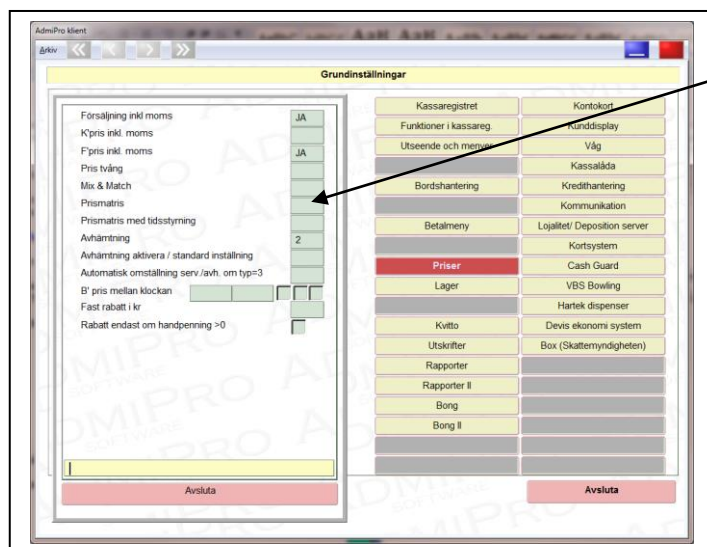 AdmiPro klient
Arkiv
Grundinställningar
Försäljning inkl moms JA
K'pris inkl. moms
F'pris inkl. moms JA
Pris tvång
Mix & Match
Prismatris
Prismatris med tidsstyrning
Avhämtning 2
Avhämtning aktivera / standard inställning
Automatisk omställning serv./avh. om typ=3
B' pris mellan klockan
Fast rabatt i kr
Rabatt endast om handpenning >0
Avsluta
Kassaregistret Kontokort
Funktioner i kassareg. Kunddisplay
Utseende och menyer Våg
Kassalåda
Bordshantering Kredithantering
Kommunikation
Betalmeny Lojalitet/ Deposition server
Kortsystem
Priser Cash Guard
Lager VBS Bowling
Hartek dispenser
Kvitto Devis ekonomi system
Utskrifter Box (Skattemyndigheten)
Rapporter
Rapporter II
Bong
Bong II
Avsluta